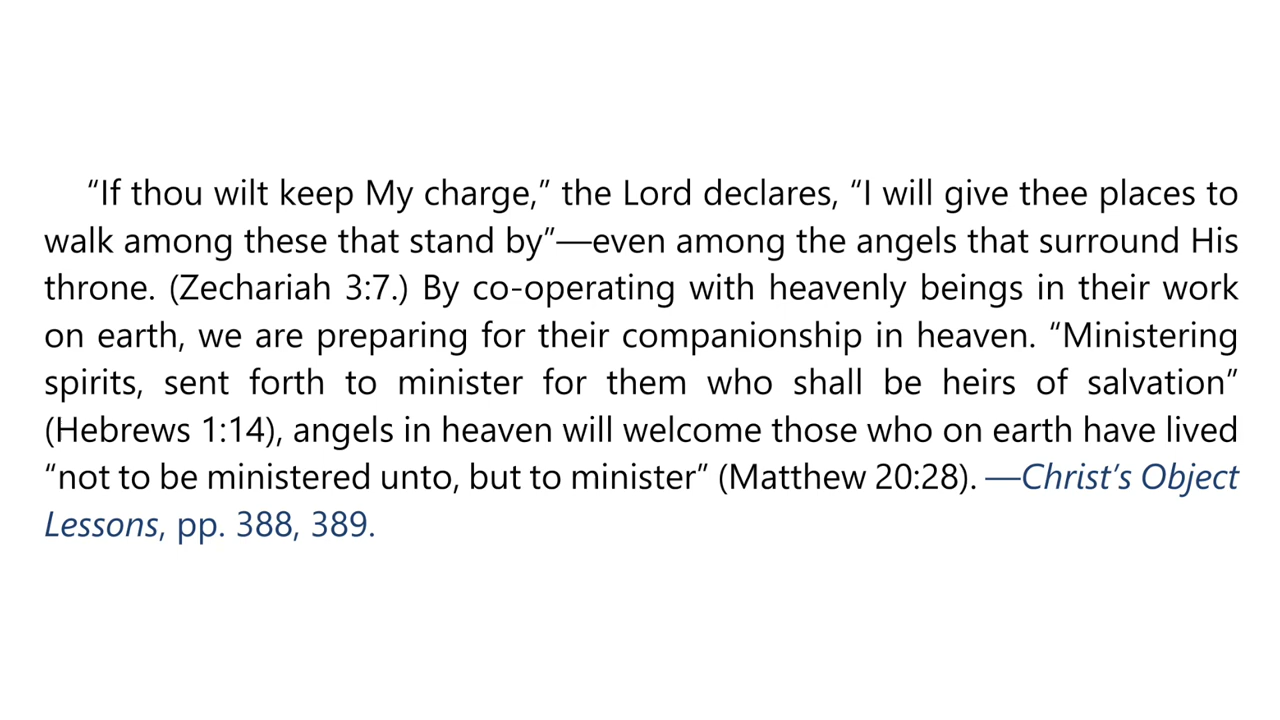 “If thou wilt keep My charge,” the Lord declares, “I will give thee places to
walk among these that stand by”—even among the angels that surround His
throne. (Zechariah 3:7.) By co-operating with heavenly beings in their work
on earth, we are preparing for their companionship in heaven. “Ministering
spirits, sent forth to minister for them who shall be heirs of salvation”
(Hebrews 1:14), angels in heaven will welcome those who on earth have lived
“not to be ministered unto, but to minister” (Matthew 20:28). —Christ’s Object
Lessons, pp. 388, 389.